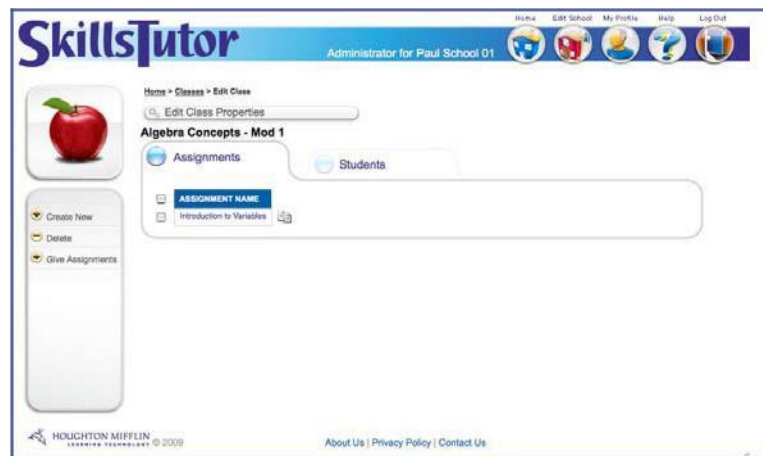 Home Edit School My Profile Help Log Out
SkillsTutor
Administrator for Paul School 01
Home > Classes > Edit Class
Edit Class Properties
Algebra Concepts - Mod 1
Assignments
Students
ASSIGNMENT NAME
Introduction to Variables
Create New
Delete
Give Assignments
HOUGHTON MIFFLIN
LEARNING TECHNOLOGY © 2009
About Us | Privacy Policy | Contact Us